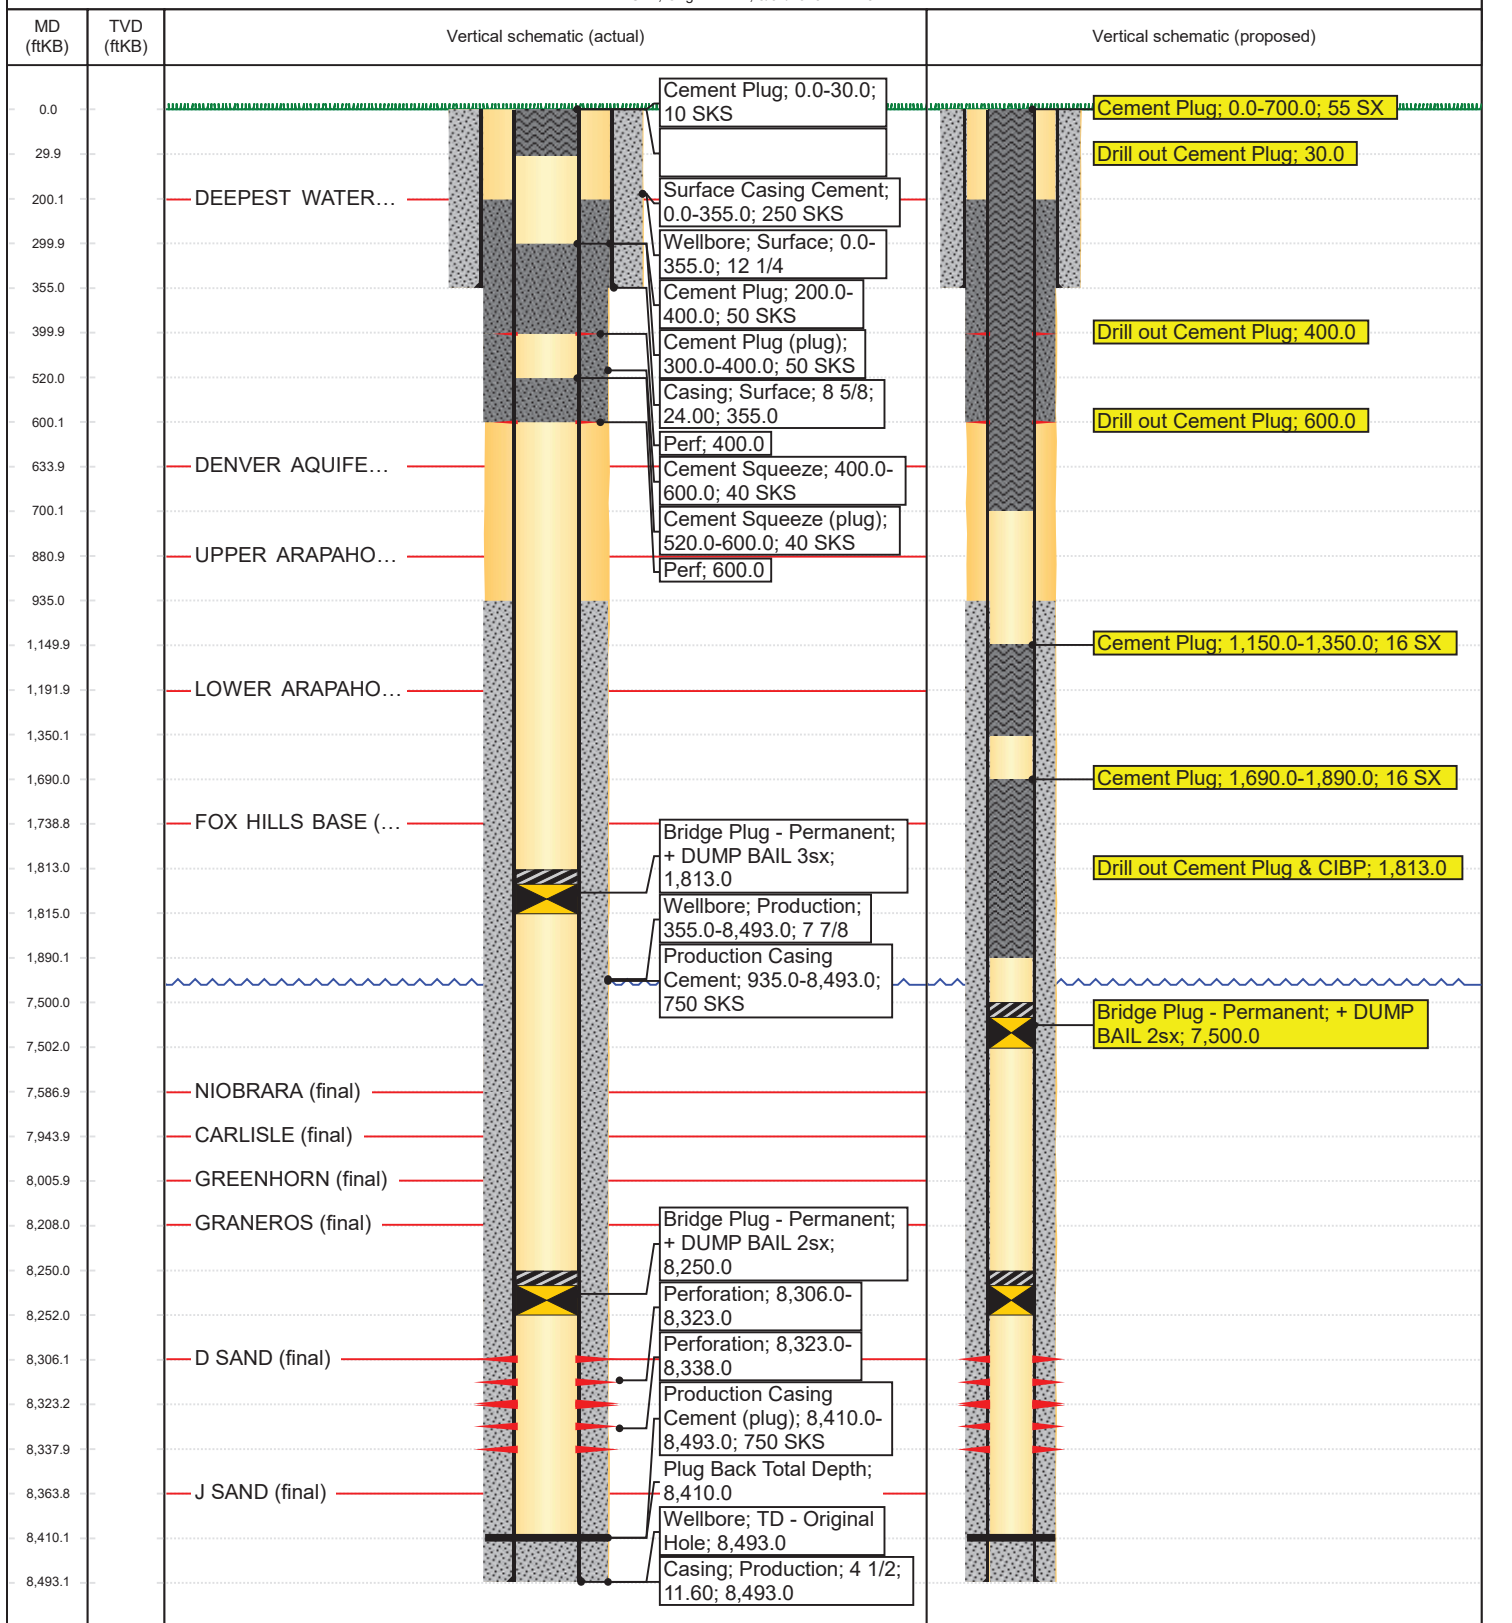 MD
(ftKB)
TVD
(ftKB)
Vertical schematic (actual)
Vertical schematic (proposed)
0.0
29.9
200.1
299.9
355.0
399.9
520.0
600.1
633.9
700.1
880.9
935.0
1,149.9
1,191.9
1,350.1
1,690.0
1,738.8
1,813.0
1,815.0
1,890.1
7,500.0
7,502.0
7,586.9
7,943.9
8,005.9
8,208.0
8,250.0
8,252.0
8,306.1
8,323.2
8,337.9
8,363.8
8,410.1
8,493.1
DEEPEST WATER…
DENVER AQUIFE…
UPPER ARAPAHO…
LOWER ARAPAHO…
FOX HILLS BASE (…
NIOBRARA (final)
CARLISLE (final)
GREENHORN (final)
GRANEROS (final)
D SAND (final)
J SAND (final)
Cement Plug; 0.0-30.0;
10 SKS
Surface Casing Cement;
0.0-355.0; 250 SKS
Wellbore; Surface; 0.0-
355.0; 12 1/4
Cement Plug; 200.0-
400.0; 50 SKS
Cement Plug (plug);
300.0-400.0; 50 SKS
Casing; Surface; 8 5/8;
24.00; 355.0
Perf; 400.0
Cement Squeeze; 400.0-
600.0; 40 SKS
Cement Squeeze (plug);
520.0-600.0; 40 SKS
Perf; 600.0
Bridge Plug - Permanent;
+ DUMP BAIL 3sx;
1,813.0
Wellbore; Production;
355.0-8,493.0; 7 7/8
Production Casing
Cement; 935.0-8,493.0;
750 SKS
Bridge Plug - Permanent;
+ DUMP BAIL 2sx;
8,250.0
Perforation; 8,306.0-
8,323.0
Perforation; 8,323.0-
8,338.0
Production Casing
Cement (plug); 8,410.0-
8,493.0; 750 SKS
Plug Back Total Depth;
8,410.0
Wellbore; TD - Original
Hole; 8,493.0
Casing; Production; 4 1/2;
11.60; 8,493.0
Cement Plug; 0.0-700.0; 55 SX
Drill out Cement Plug; 30.0
Drill out Cement Plug; 400.0
Drill out Cement Plug; 600.0
Cement Plug; 1,150.0-1,350.0; 16 SX
Cement Plug; 1,690.0-1,890.0; 16 SX
Drill out Cement Plug & CIBP; 1,813.0
Bridge Plug - Permanent; + DUMP
BAIL 2sx; 7,500.0